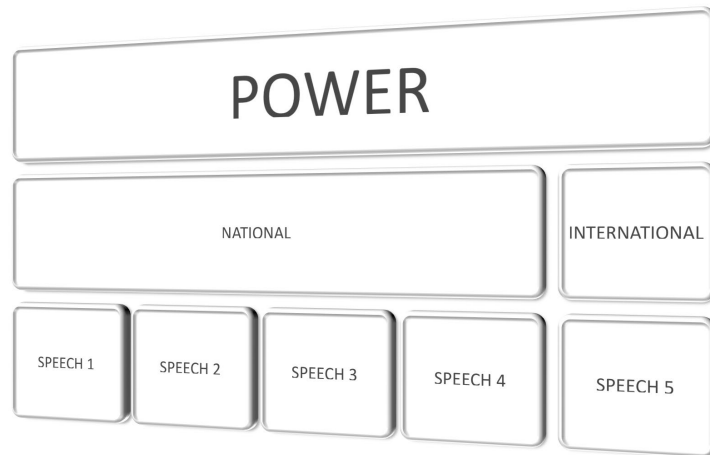 POWER
NATIONAL
INTERNATIONAL
SPEECH 1
SPEECH 2
SPEECH 3
SPEECH 4
SPEECH 5